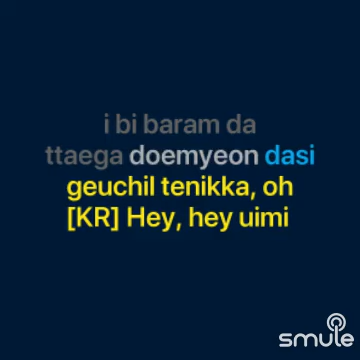 i bi baram da
ttaega doemyeon dasi
geuchil tenikka, oh
[KR] Hey, hey uimi
smule